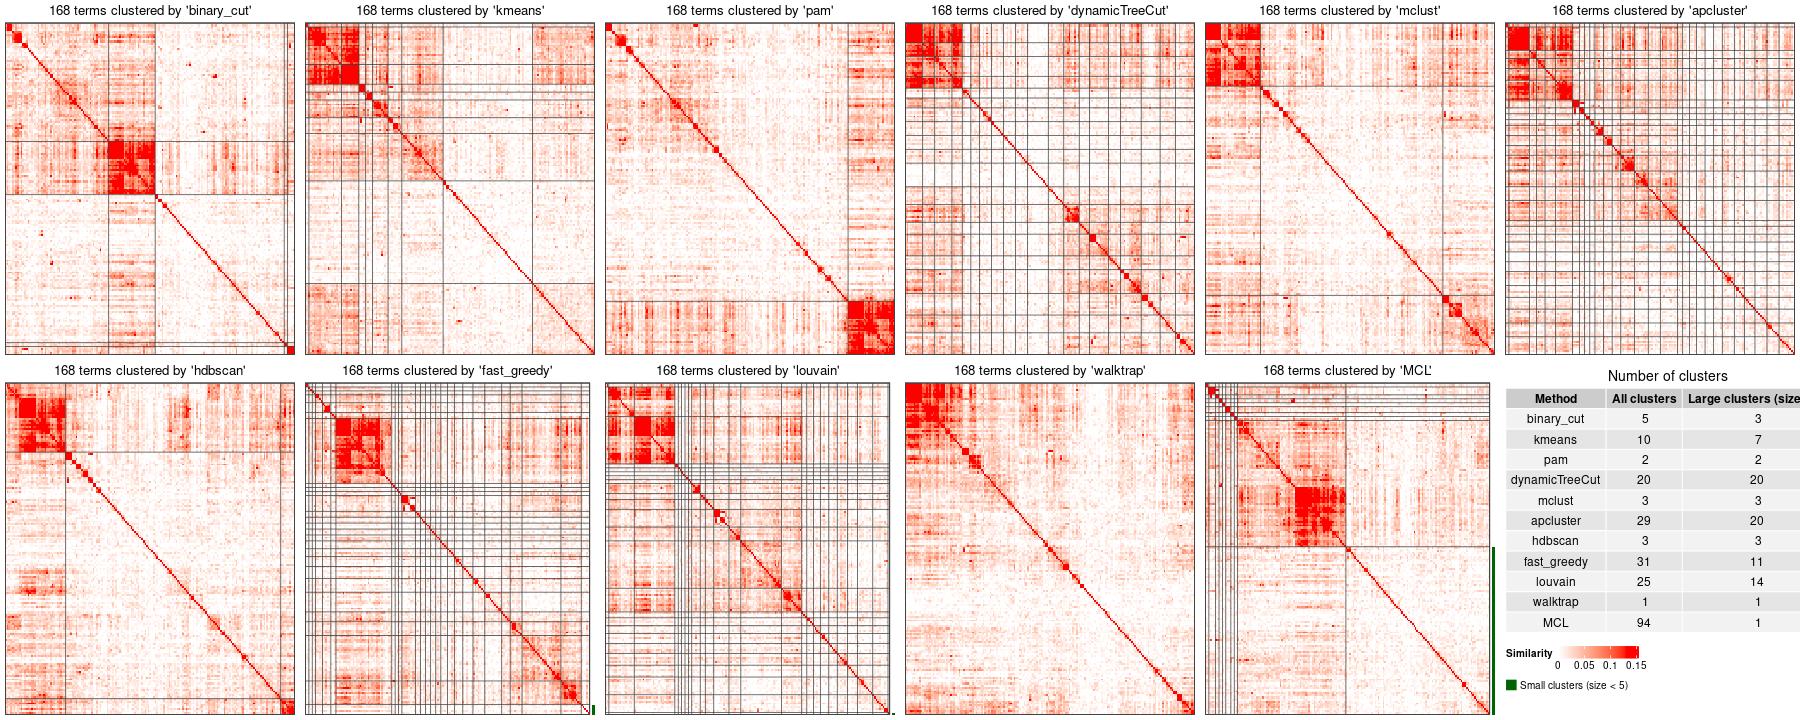 168 terms clustered by 'binary_cut'
168 terms clustered by 'kmeans'
168 terms clustered by 'pam'
168 terms clustered by 'dynamicTreeCut'
168 terms clustered by 'mclust'
168 terms clustered by 'apcluster'
168 terms clustered by 'hdbscan'
168 terms clustered by 'fast_greedy'
168 terms clustered by 'louvain'
168 terms clustered by 'walktrap'
168 terms clustered by 'MCL'
Number of clusters
Method All clusters Large clusters (size
binary_cut 5 3
kmeans 10 7
pam 2 2
dynamicTreeCut 20 20
mclust 3 3
apcluster 29 20
hdbscan 3 3
fast_greedy 31 11
louvain 25 14
walktrap 1 1
MCL 94 1
Similarity
0 0.05 0.1 0.15
Small clusters (size < 5)